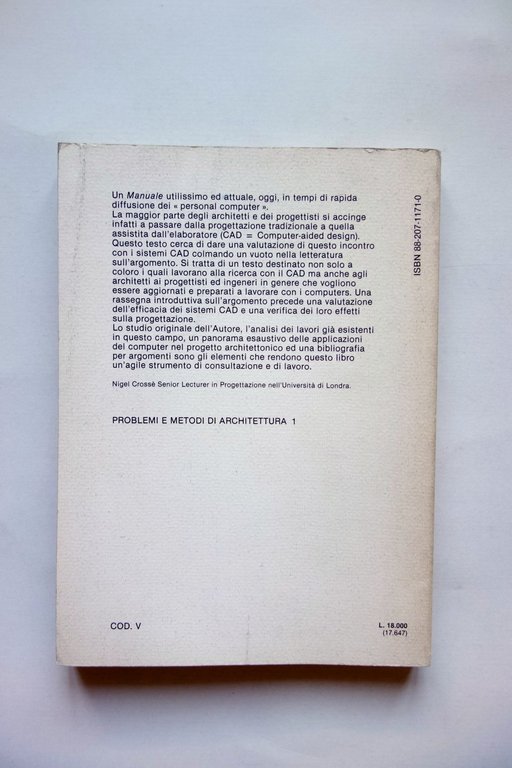 Un Manuale utilissimo ed attuale, oggi, in tempi di rapida
diffusione dei « personal computer ».
La maggior parte degli architetti e dei progettisti si accinge
infatti a passare dalla progettazione tradizionale a quella
assistita dall'elaboratore (CAD = Computer-aided design).
Questo testo cerca di dare una valutazione di questo incontro
con i sistemi CAD colmando un vuoto nella letteratura
sull'argomento. Si tratta di un testo destinato non solo a
coloro i quali lavorano alla ricerca con il CAD ma anche agli
architetti ai progettisti ed ingeneri in genere che vogliono
essere aggiornati e preparati a lavorare con i computers. Una
rassegna introduttiva sull'argomento precede una valutazione
dell'efficacia dei sistemi CAD e una verifica dei loro effetti
sulla progettazione.
Lo studio originale dell'Autore, l'analisi dei lavori già esistenti
in questo campo, un panorama esaustivo delle applicazioni
del computer nel progetto architettonico ed una bibliografia
per argomenti sono gli elementi che rendono questo libro
un'agile strumento di consultazione e di lavoro.
Nigel Crossè Senior Lecturer in Progettazione nell'Università di Londra.
PROBLEMI E METODI DI ARCHITETTURA 1
ISBN 88-207-1171-0
COD. V
L. 18.000
(17.647)